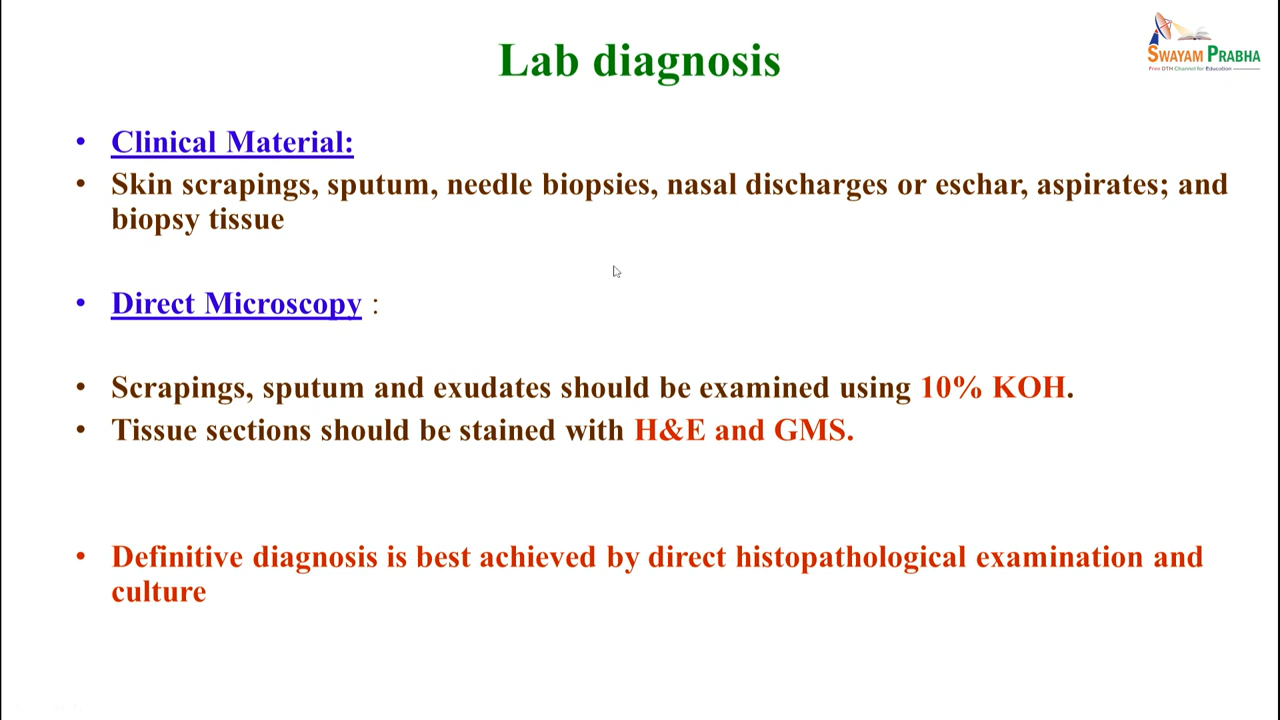 Lab diagnosis
SWAYAM PRABHA
Free DTH Channel for Education
• Clinical Material:
• Skin scrapings, sputum, needle biopsies, nasal discharges or eschar, aspirates; and
biopsy tissue
• Direct Microscopy :
• Scrapings, sputum and exudates should be examined using 10% KOH.
• Tissue sections should be stained with H&E and GMS.
• Definitive diagnosis is best achieved by direct histopathological examination and
culture